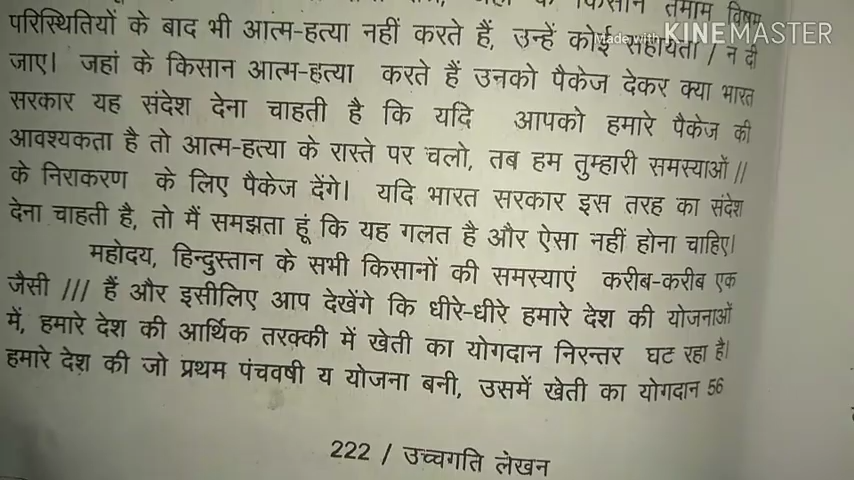 किसान तमाम विषम
Made with KINEMASTER
परिस्थितियों के बाद भी आत्म-हत्या नहीं करते हैं, उन्हें कोई सहायता / न दी
जाए। जहां के किसान आत्म-हत्या करते हैं उनको पैकेज देकर क्या भारत
सरकार यह संदेश देना चाहती है कि यदि आपको हमारे पैकेज की
आवश्यकता है तो आत्म-हत्या के रास्ते पर चलो, तब हम तुम्हारी समस्याओं //
के निराकरण के लिए पैकेज देंगे। यदि भारत सरकार इस तरह का संदेश
देना चाहती है, तो मैं समझता हूं कि यह गलत है और ऐसा नहीं होना चाहिए।
महोदय, हिन्दुस्तान के सभी किसानों की समस्याएं करीब-करीब एक
जैसी /// हैं और इसीलिए आप देखेंगे कि धीरे-धीरे हमारे देश की योजनाओं
में, हमारे देश की आर्थिक तरक्की में खेती का योगदान निरन्तर घट रहा है।
हमारे देश की जो प्रथम पंचवषी य योजना बनी, उसमें खेती का योगदान 56
222 / उच्चगति लेखन